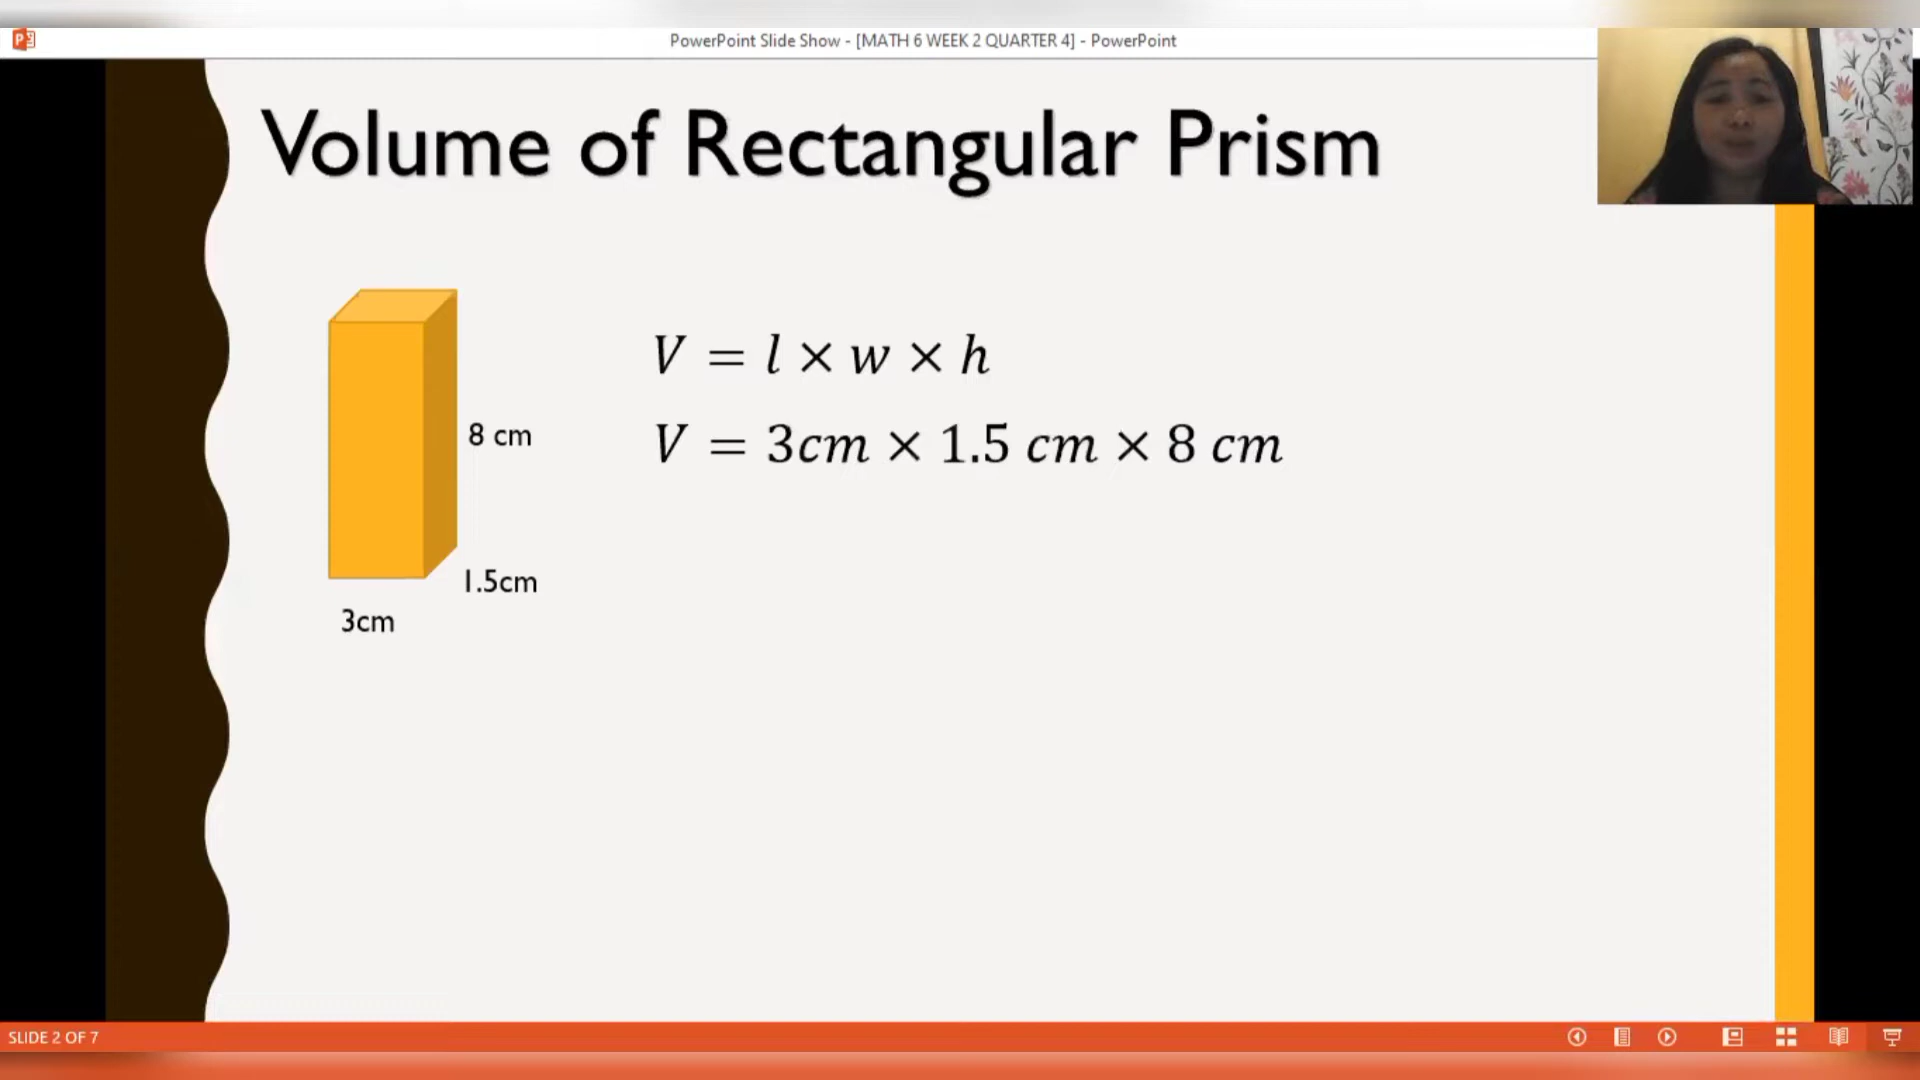 PowerPoint Slide Show - [MATH 6 WEEK 2 QUARTER 4] - PowerPoint
Volume of Rectangular Prism
V = l × w × h
V = 3cm × 1.5 cm × 8 cm
8 cm
1.5cm
3cm
SLIDE 2 OF 7